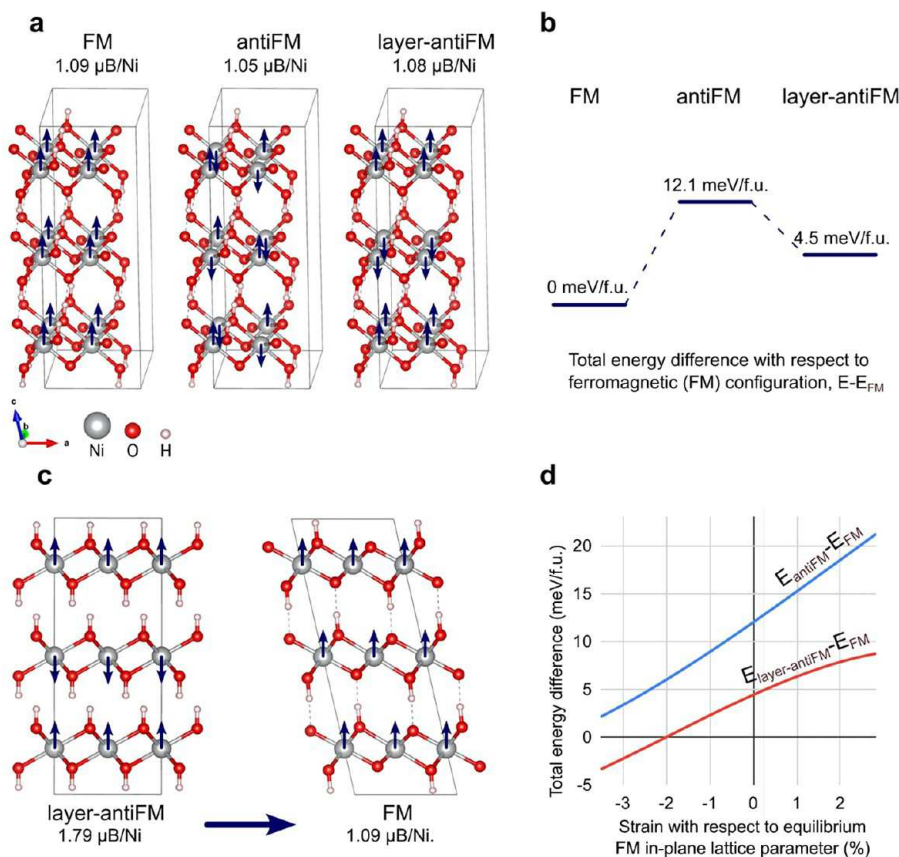 a
FM
1.09 μB/Ni
antiFM
1.05 μB/Ni
layer-antiFM
1.08 μB/Ni
c
b
a
Ni
O
H
b
FM
antiFM
layer-antiFM
0 meV/f.u.
12.1 meV/f.u.
4.5 meV/f.u.
Total energy difference with respect to
ferromagnetic (FM) configuration, E-EFM
c
layer-antiFM
1.79 μB/Ni
FM
1.09 μB/Ni.
d
Total energy difference (meV/f.u.)
20
15
10
5
0
-5
EantiFM-EFM
Elayer-antiFM-EFM
-3 -2 -1 0 1 2
Strain with respect to equilibrium
FM in-plane lattice parameter (%)